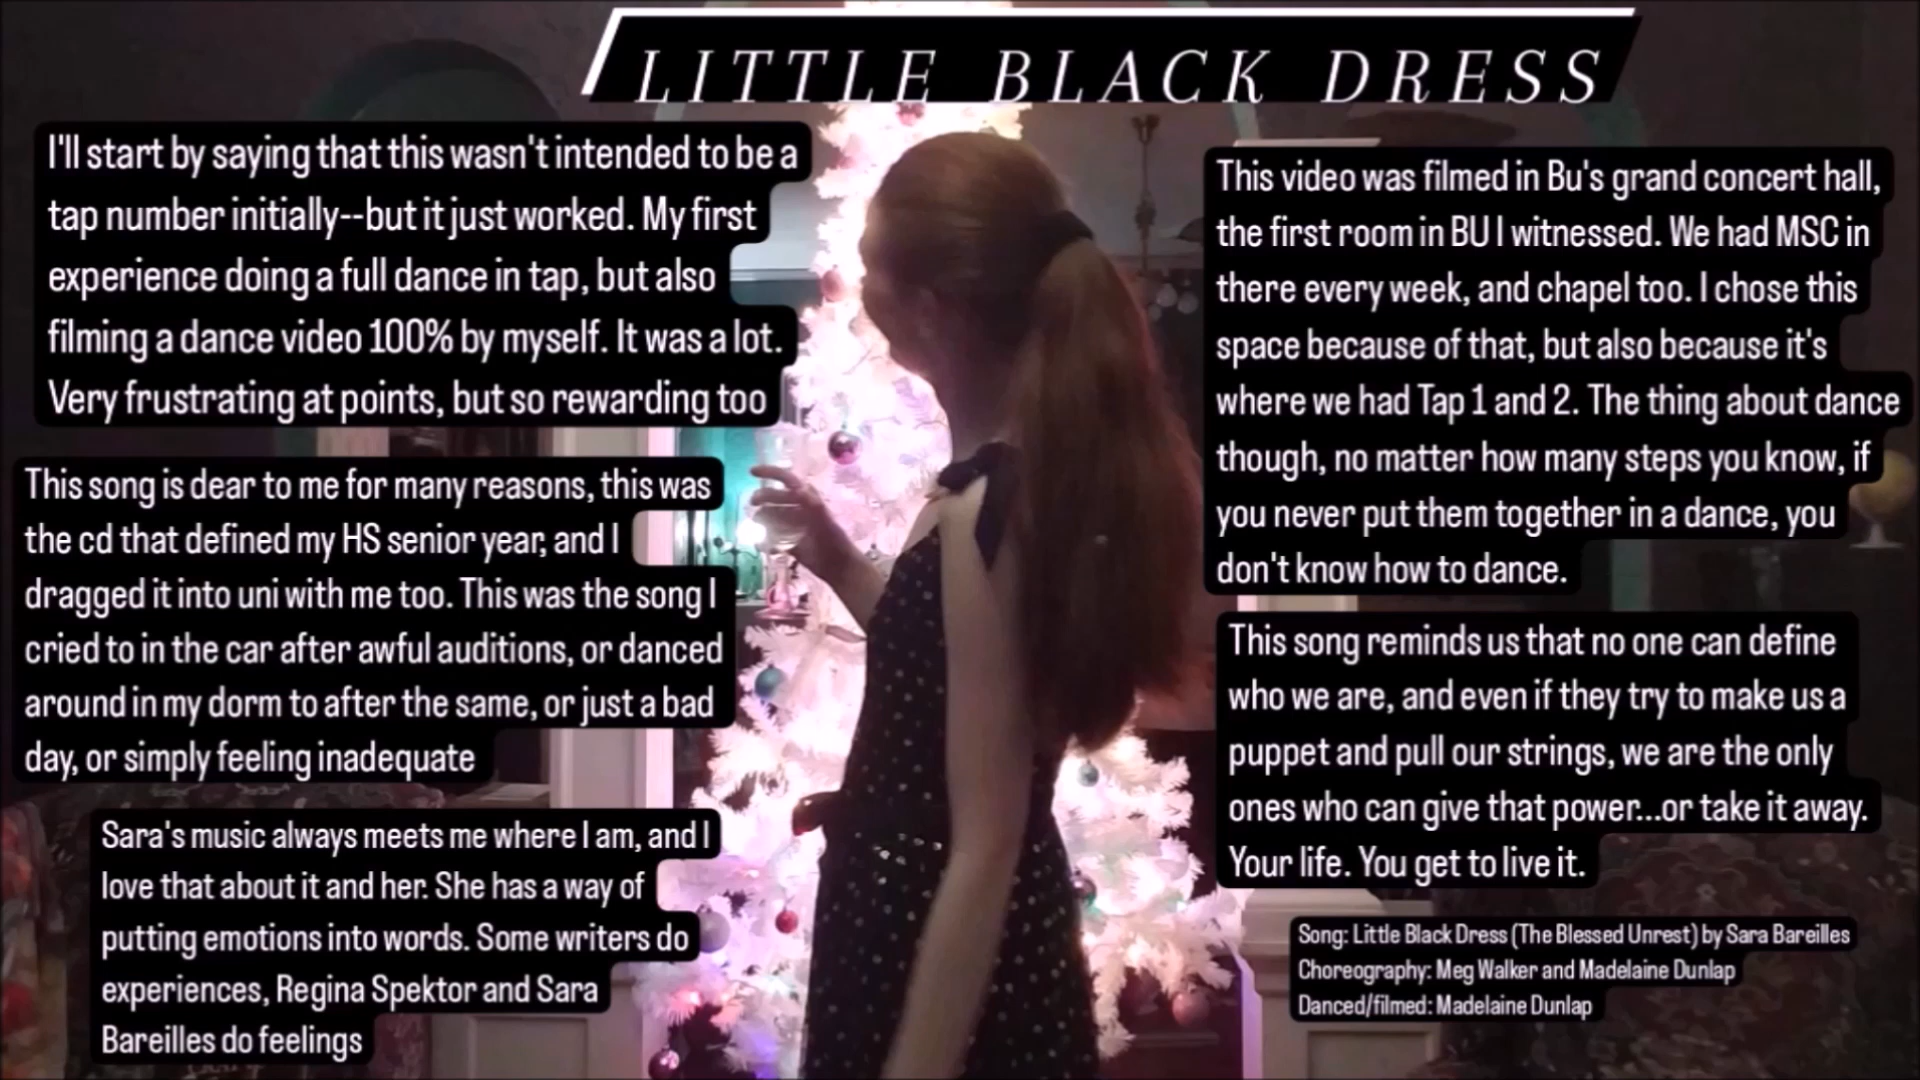 LITTLE BLACK DRESS
I'll start by saying that this wasn't intended to be a
tap number initially--but it just worked. My first
experience doing a full dance in tap, but also
filming a dance video 100% by myself. It was a lot.
Very frustrating at points, but so rewarding too
This song is dear to me for many reasons, this was
the cd that defined my HS senior year, and I
dragged it into uni with me too. This was the song I
cried to in the car after awful auditions, or danced
around in my dorm to after the same, or just a bad
day, or simply feeling inadequate
Sara's music always meets me where I am, and I
love that about it and her. She has a way of
putting emotions into words. Some writers do
experiences, Regina Spektor and Sara
Bareilles do feelings
This video was filmed in Bu's grand concert hall,
the first room in BU I witnessed. We had MSC in
there every week, and chapel too. I chose this
space because of that, but also because it's
where we had Tap 1 and 2. The thing about dance
though, no matter how many steps you know, if
you never put them together in a dance, you
don't know how to dance.
This song reminds us that no one can define
who we are, and even if they try to make us a
puppet and pull our strings, we are the only
ones who can give that power...or take it away.
Your life. You get to live it.
Song: Little Black Dress (The Blessed Unrest) by Sara Bareilles
Choreography: Meg Walker and Madelaine Dunlap
Danced/filmed: Madelaine Dunlap